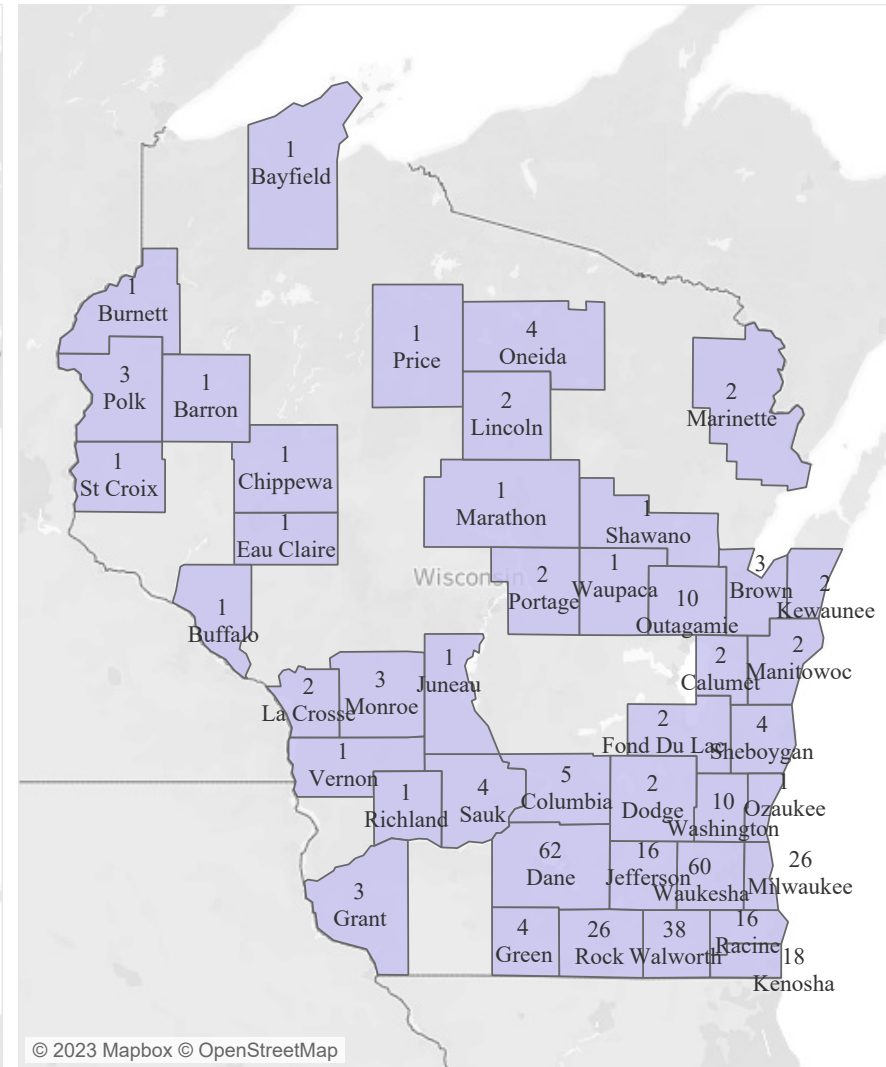 1
Bayfield
1
Burnett
1
Price
4
Oneida
3
Polk
1
Barron
2
Lincoln
2
Marinette
1
St Croix
1
Chippewa
1
Marathon
1
Shawano
1
Eau Claire
Wisconsin
2
Portage
1
Waupaca
10
Outagamie
3
Brown
2
Kewaunee
1
Buffalo
2
La Crosse
3
Monroe
1
Juneau
2
Calumet
2
Manitowoc
2
Fond Du Lac
4
Sheboygan
1
Vernon
1
Richland
4
Sauk
5
Columbia
2
Dodge
10
Washington
1
Ozaukee
62
Dane
16
Jefferson
60
Waukesha
26
Milwaukee
3
Grant
4
Green
26
Rock
38
Walworth
16
Racine
18
Kenosha
© 2023 Mapbox © OpenStreetMap